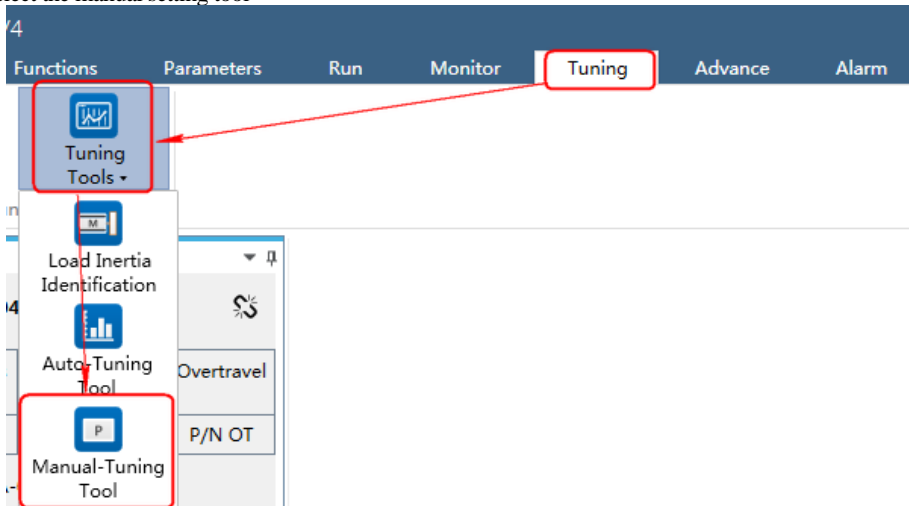 V4
Functions Parameters Run Monitor Tuning Advance Alarm
Tuning
Tools
M
Load Inertia
Identification
04
Auto-Tuning
Tool
Overtravel
P
P/N OT
Manual-Tuning
Tool